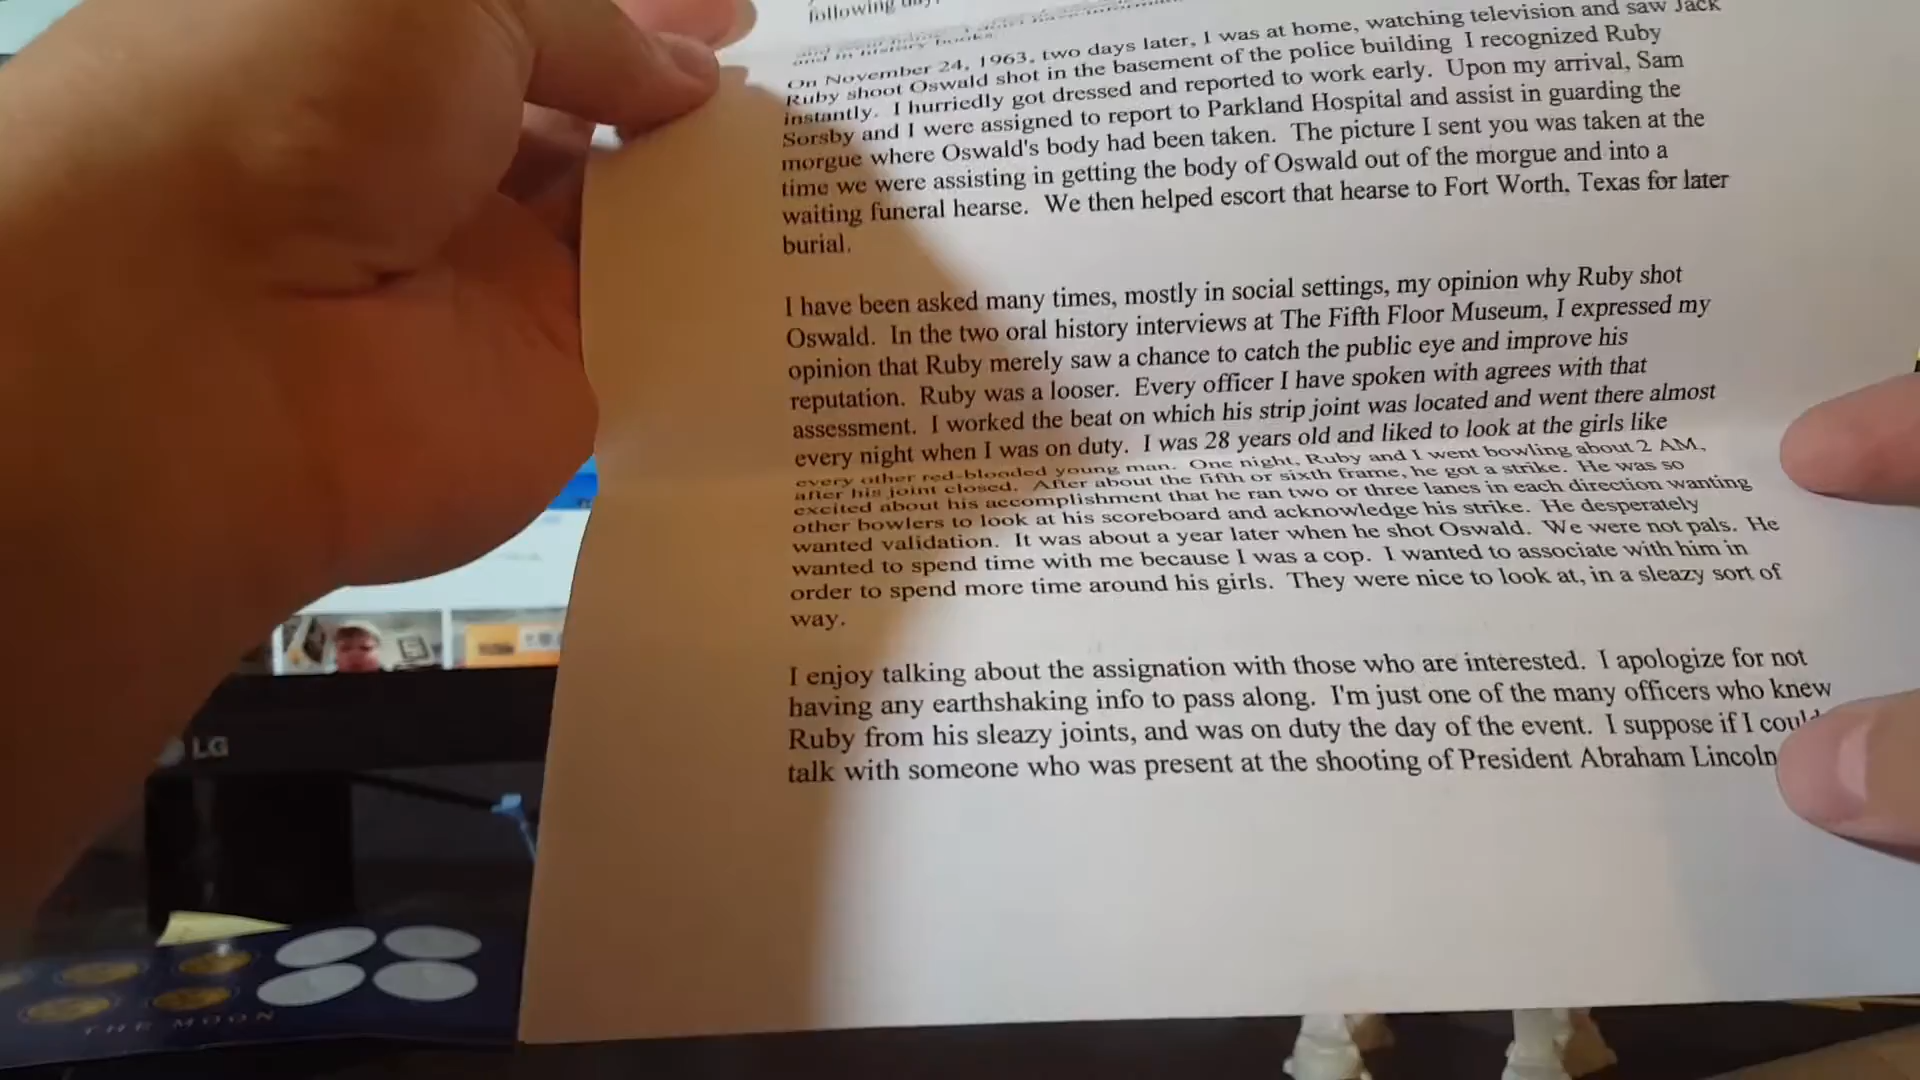 following day.
and in history books.
On November 24, 1963, two days later, I was at home, watching television and saw Jack
Ruby shoot Oswald shot in the basement of the police building I recognized Ruby
instantly. I hurriedly got dressed and reported to work early. Upon my arrival, Sam
Sorsby and I were assigned to report to Parkland Hospital and assist in guarding the
morgue where Oswald's body had been taken. The picture I sent you was taken at the
time we were assisting in getting the body of Oswald out of the morgue and into a
waiting funeral hearse. We then helped escort that hearse to Fort Worth, Texas for later
burial.
I have been asked many times, mostly in social settings, my opinion why Ruby shot
Oswald. In the two oral history interviews at The Fifth Floor Museum, I expressed my
opinion that Ruby merely saw a chance to catch the public eye and improve his
reputation. Ruby was a looser. Every officer I have spoken with agrees with that
assessment. I worked the beat on which his strip joint was located and went there almost
every night when I was on duty. I was 28 years old and liked to look at the girls like
every other red-blooded young man. One night, Ruby and I went bowling about 2 AM,
after his joint closed. After about the fifth or sixth frame, he got a strike. He was so
excited about his accomplishment that he ran two or three lanes in each direction wanting
other bowlers to look at his scoreboard and acknowledge his strike. He desperately
wanted validation. It was about a year later when he shot Oswald. We were not pals. He
wanted to spend time with me because I was a cop. I wanted to associate with him in
order to spend more time around his girls. They were nice to look at, in a sleazy sort of
way.
I enjoy talking about the assignation with those who are interested. I apologize for not
having any earthshaking info to pass along. I'm just one of the many officers who knew
Ruby from his sleazy joints, and was on duty the day of the event. I suppose if I could
talk with someone who was present at the shooting of President Abraham Lincoln
LG
THE MOON